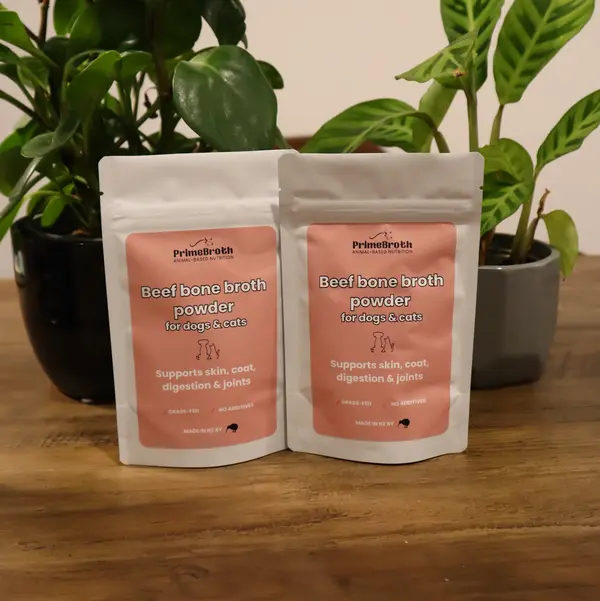 PrimeBroth
ANIMAL-BASED NUTRITION
Beef bone broth
powder
for dogs & cats
Supports skin, coat,
digestion & joints
GRASS-FED
NO ADDITIVES
MADE IN NZ BY
PrimeBroth
ANIMAL-BASED NUTRITION
Beef bone broth
powder
for dogs & cats
Supports skin, coat,
digestion & joints
GRASS-FED
NO ADDITIVES
MADE IN NZ BY